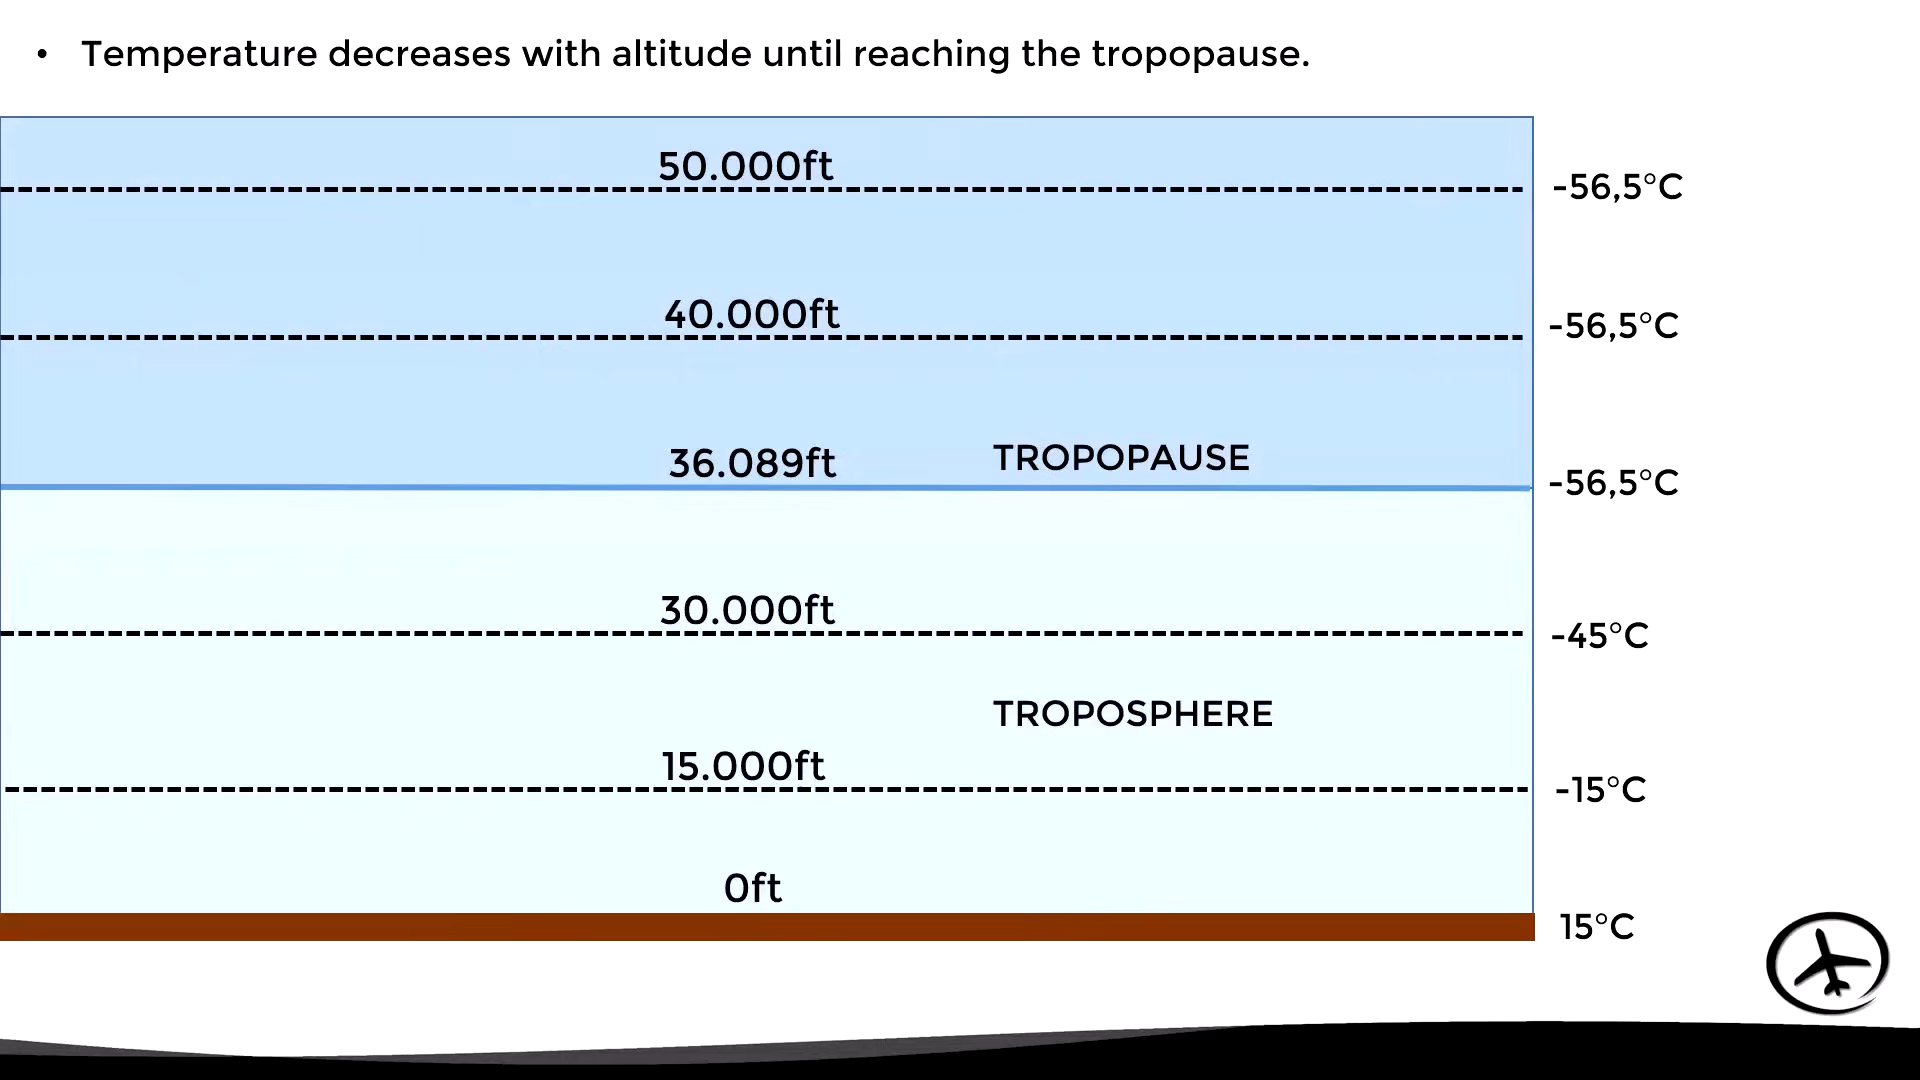 • Temperature decreases with altitude until reaching the tropopause.
50.000ft
-56,5°C
40.000ft
-56,5°C
36.089ft TROPOPAUSE
-56,5°C
30.000ft
-45°C
TROPOSPHERE
15.000ft
-15°C
0ft
15°C